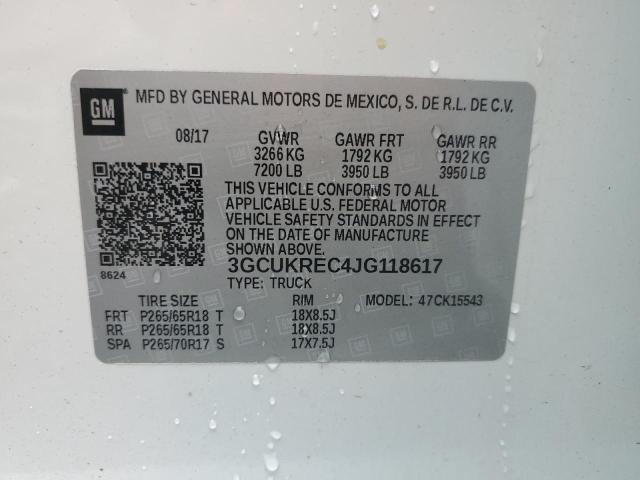 GM MFD BY GENERAL MOTORS DE MEXICO, S. DE R.L. DE C.V.
08/17 GVWR GAWR FRT GAWR RR
3266 KG 1792 KG 1792 KG
7200 LB 3950 LB 3950 LB
THIS VEHICLE CONFORMS TO ALL
APPLICABLE U.S. FEDERAL MOTOR
VEHICLE SAFETY STANDARDS IN EFFECT
ON THE DATE OF MANUFACTURE
SHOWN ABOVE.
8624 3GCUKREC4JG118617
TYPE: TRUCK
TIRE SIZE RIM MODEL: 47CK15543
FRT P265/65R18 T 18X8.5J
RR P265/65R18 T 18X8.5J
SPA P265/70R17 S 17X7.5J